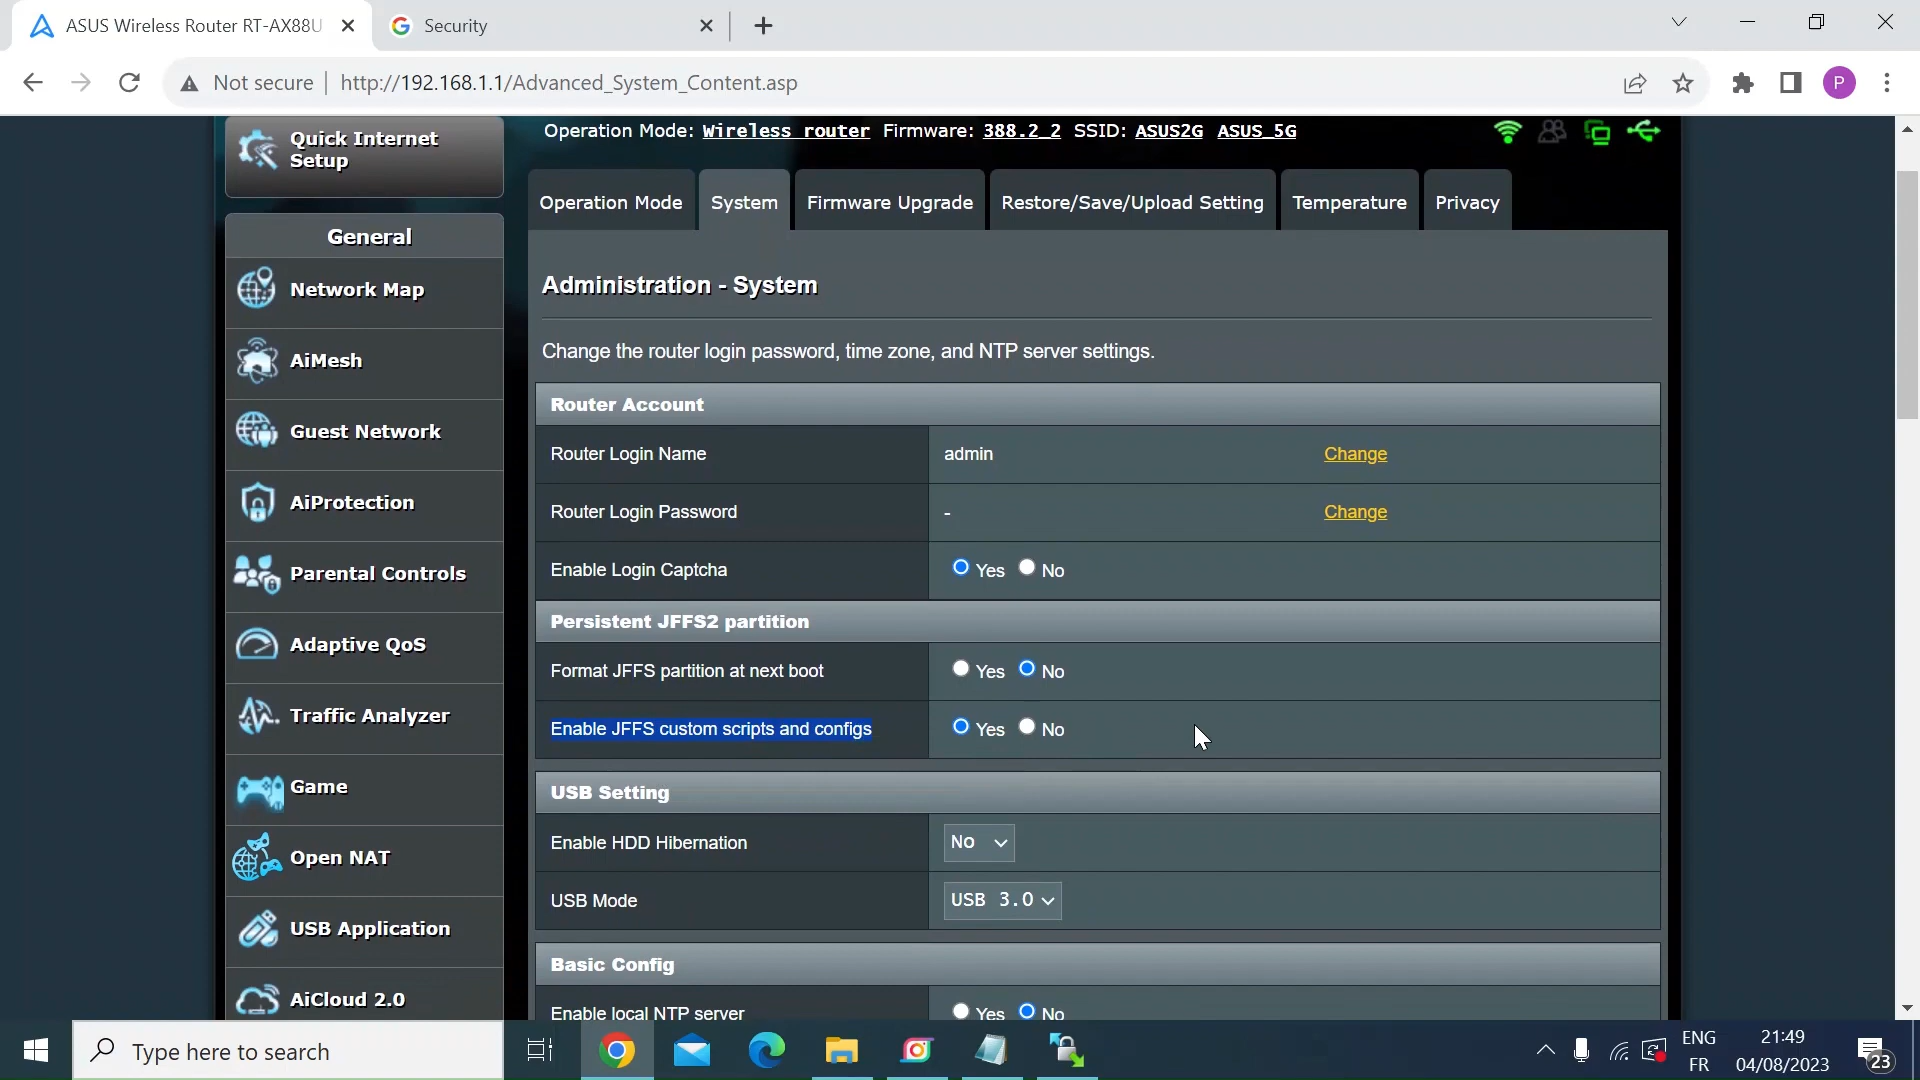 ASUS Wireless Router RT-AX88U
Security
Not secure
http://192.168.1.1/Advanced_System_Content.asp
P
Quick Internet
Setup
General
Network Map
AiMesh
Guest Network
AiProtection
Parental Controls
Adaptive QoS
Traffic Analyzer
Game
Open NAT
USB Application
AiCloud 2.0
Operation Mode: Wireless router Firmware: 388.2_2 SSID: ASUS2G ASUS_5G
Operation Mode System Firmware Upgrade Restore/Save/Upload Setting Temperature Privacy
Administration - System
Change the router login password, time zone, and NTP server settings.
Router Account
Router Login Name admin Change
Router Login Password - Change
Enable Login Captcha Yes No
Persistent JFFS2 partition
Format JFFS partition at next boot Yes No
Enable JFFS custom scripts and configs Yes No
USB Setting
Enable HDD Hibernation No
USB Mode USB 3.0
Basic Config
Enable local NTP server Yes No
Type here to search
ENG
FR
21:49
04/08/2023
23